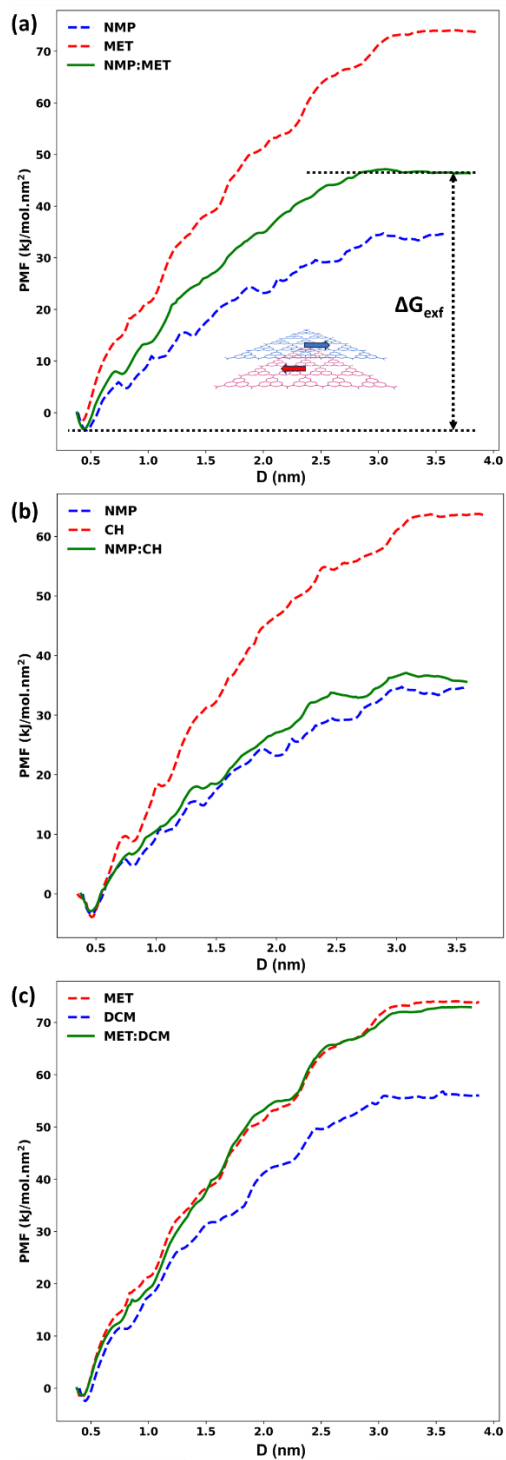 (a)
NMP
MET
NMP:MET
PMF (kJ/mol.nm²)
70
60
50
40
30
20
10
0
ΔG_exf
0.5 1.0 1.5 2.0 2.5 3.0 3.5 4.0
D (nm)
(b)
NMP
CH
NMP:CH
PMF (kJ/mol.nm²)
60
50
40
30
20
10
0
0.5 1.0 1.5 2.0 2.5 3.0 3.5
D (nm)
(c)
MET
DCM
MET:DCM
PMF (kJ/mol.nm²)
70
60
50
40
30
20
10
0
0.5 1.0 1.5 2.0 2.5 3.0 3.5 4.0
D (nm)